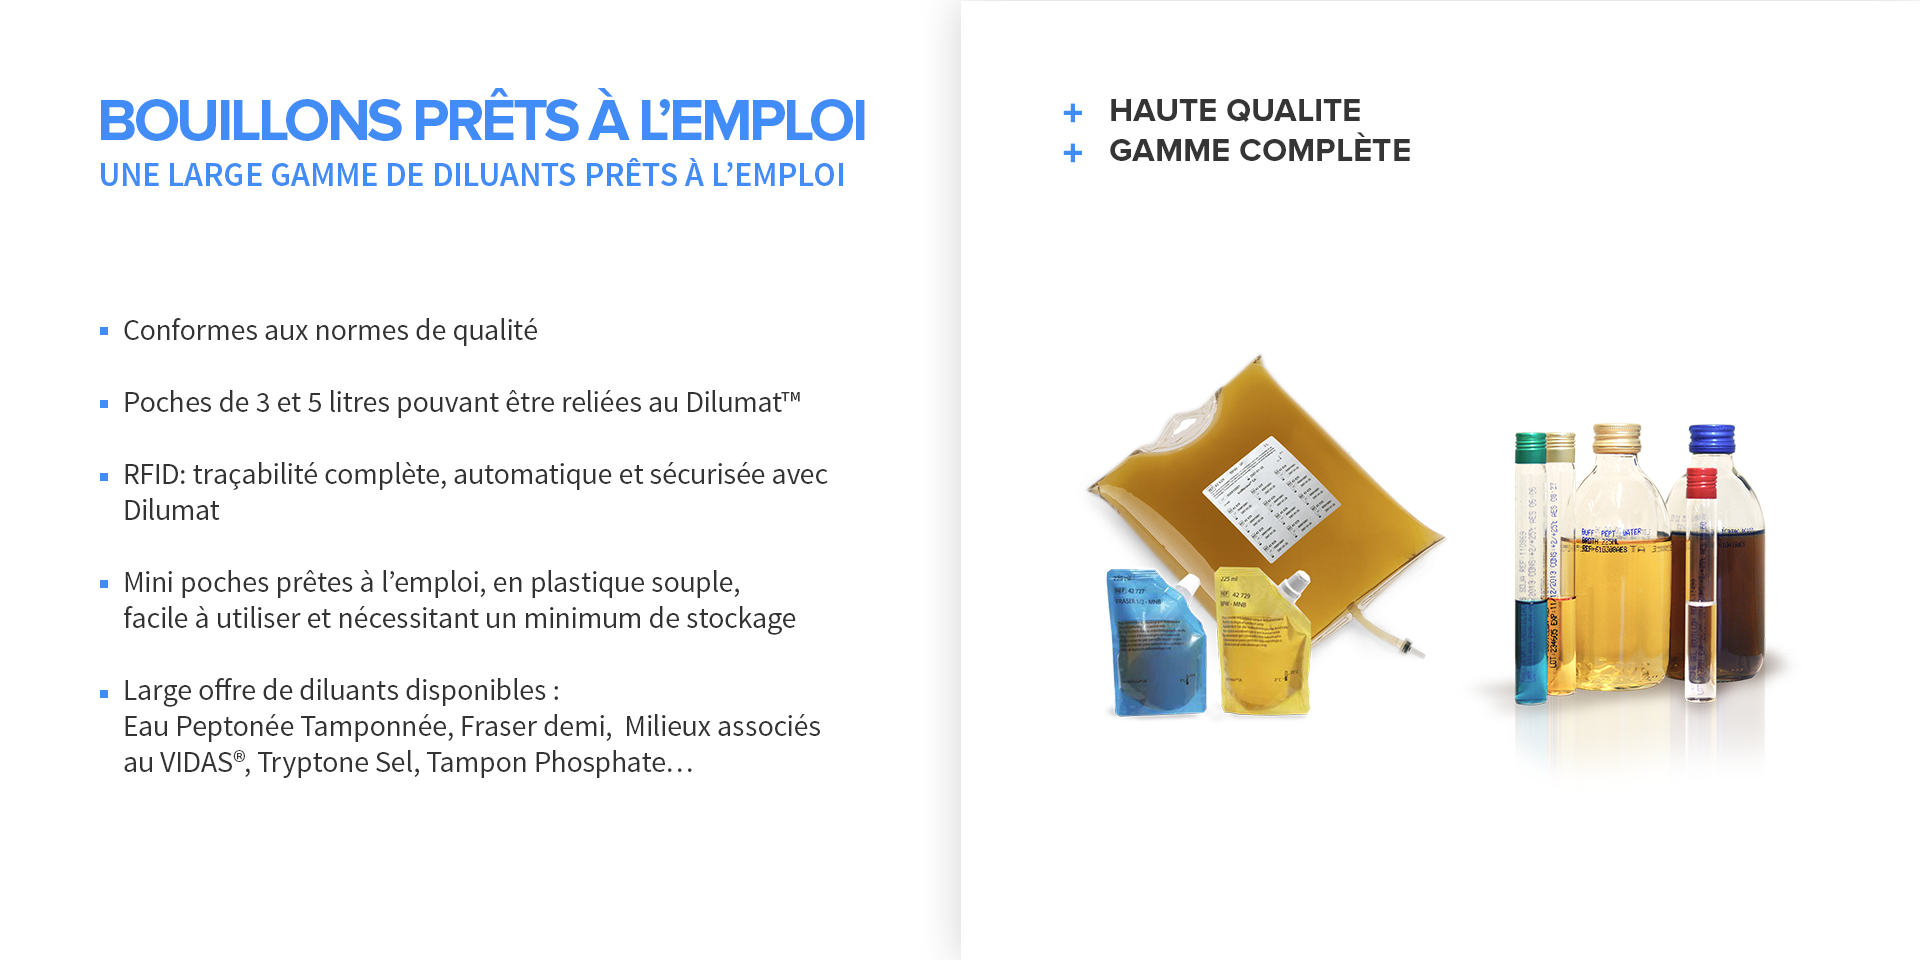 BOUILLONS PRÊTS À L’EMPLOI
UNE LARGE GAMME DE DILUANTS PRÊTS À L’EMPLOI
▪ Conformes aux normes de qualité
▪ Poches de 3 et 5 litres pouvant être reliées au Dilumat™
▪ RFID: traçabilité complète, automatique et sécurisée avec
Dilumat
▪ Mini poches prêtes à l’emploi, en plastique souple,
facile à utiliser et nécessitant un minimum de stockage
▪ Large offre de diluants disponibles :
Eau Peptonée Tamponnée, Fraser demi, Milieux associés
au VIDAS®, Tryptone Sel, Tampon Phosphate…
+ HAUTE QUALITE
+ GAMME COMPLÈTE
225 ml
REF 42 727
FRASER 1/2 - MNB
225 ml
REF 42 729
BPW - MNB
BUFF PEPT WATER
BROTH 225ML